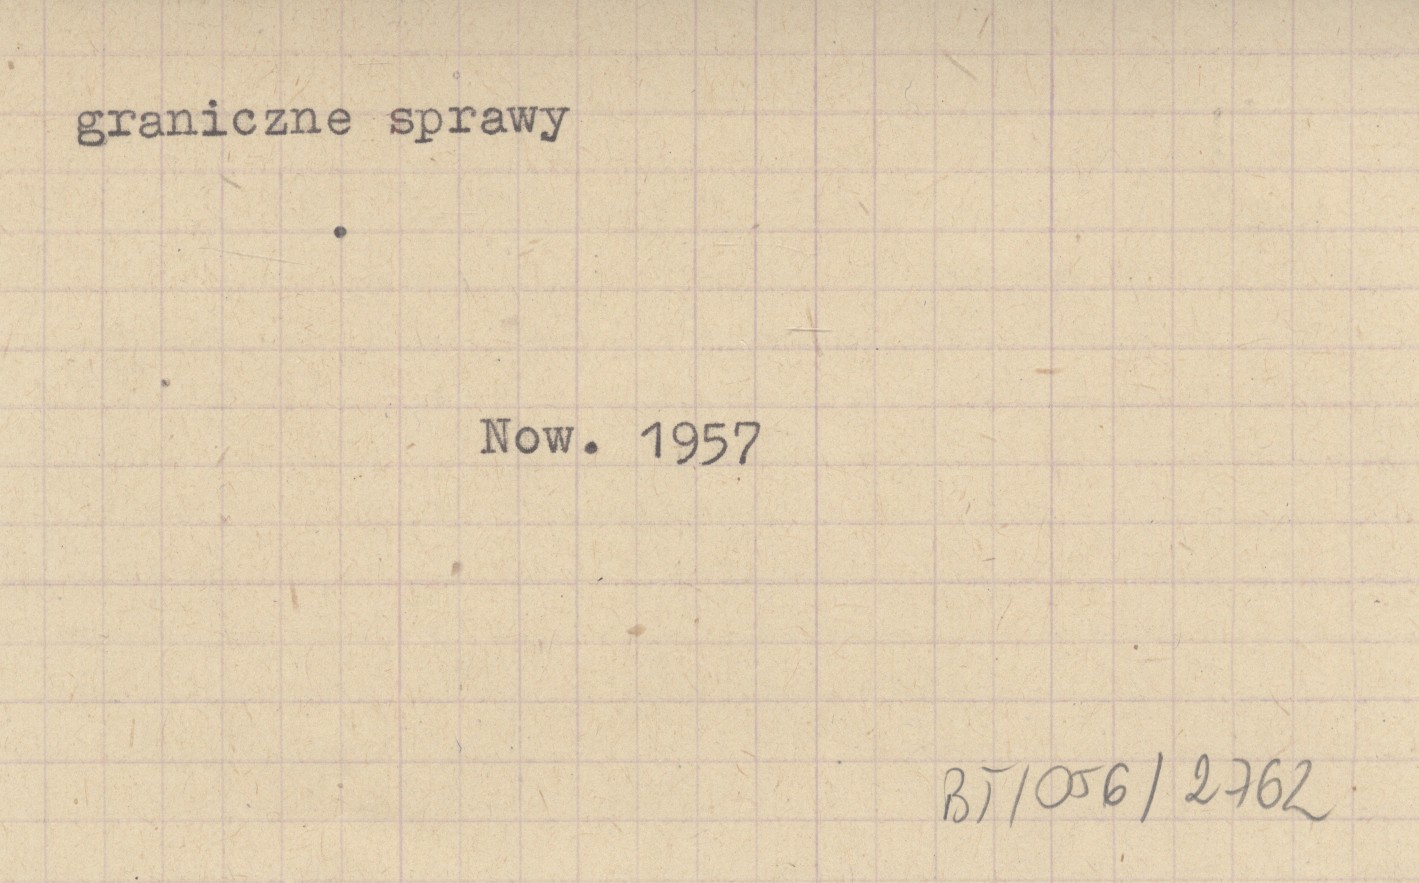 graniczne sprawy
Now. 1957
BT/056/2762